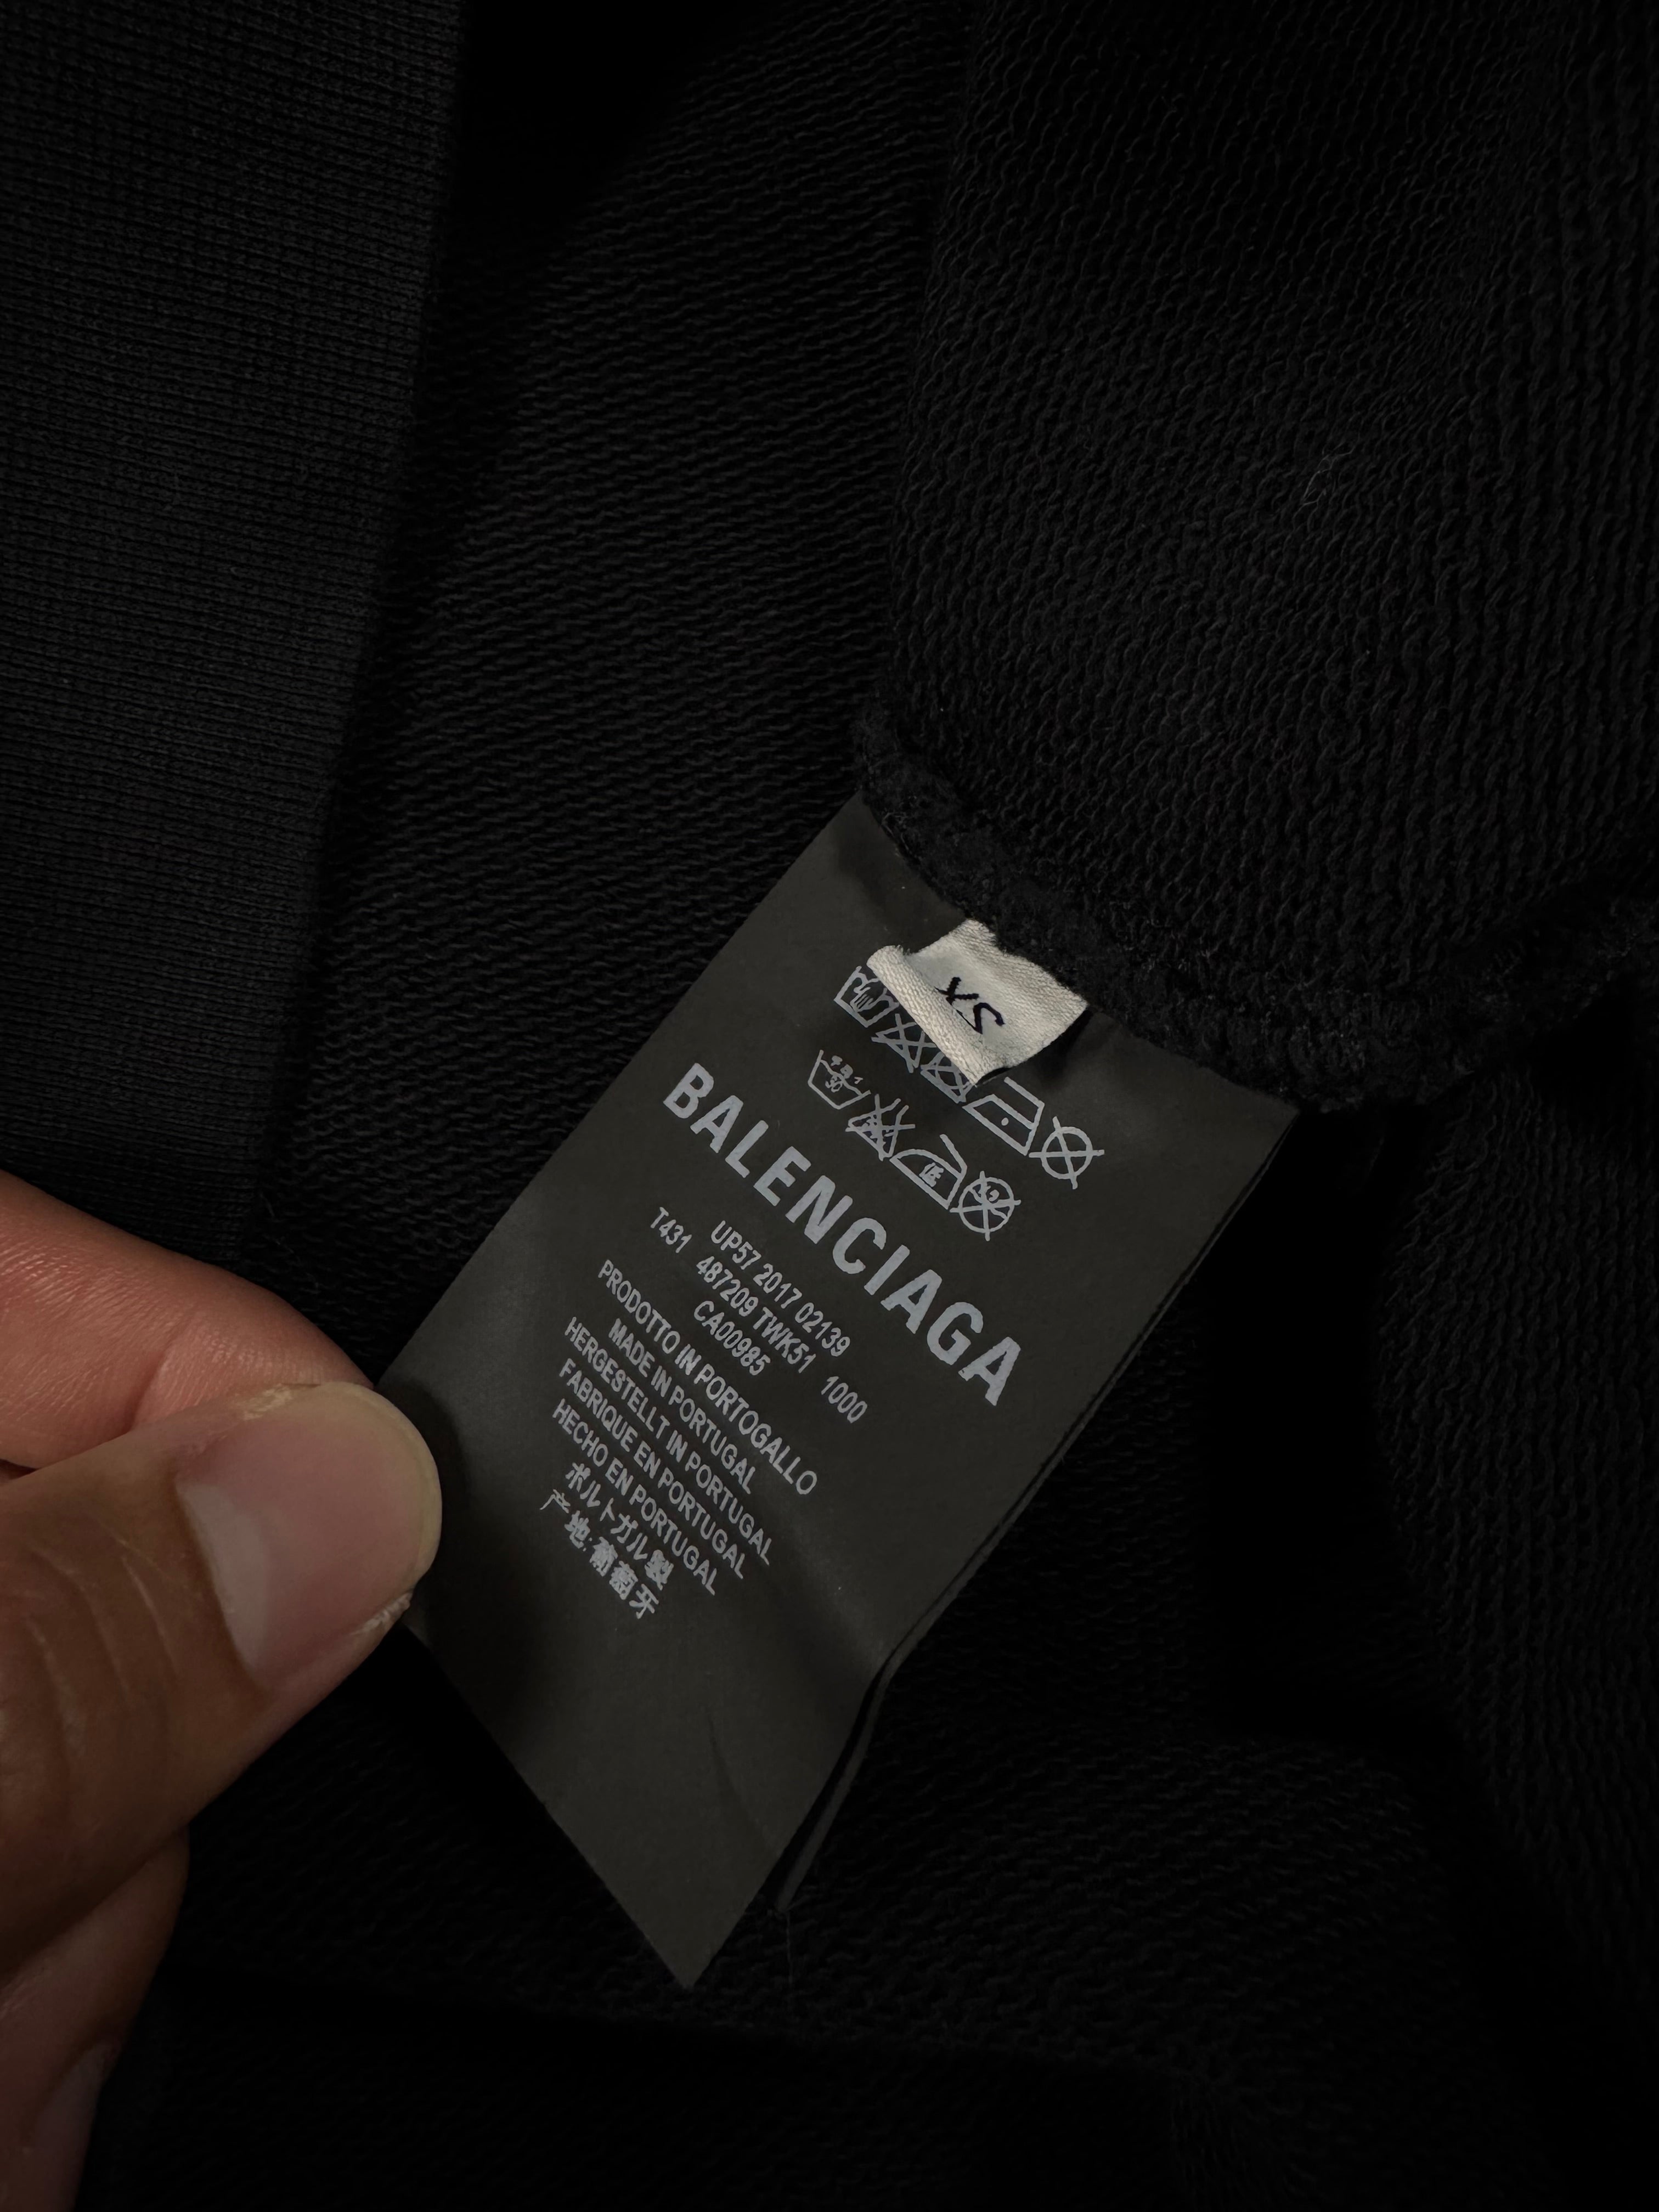 XS
BALENCIAGA
UP57 2017 02139
T431 487209 TWK51 1000
CA00985
PRODOTTO IN PORTOGALLO
MADE IN PORTUGAL
HERGESTELLT IN PORTUGAL
FABRIQUE EN PORTUGAL
HECHO EN PORTUGAL
ポルトガル製
产地:葡萄牙